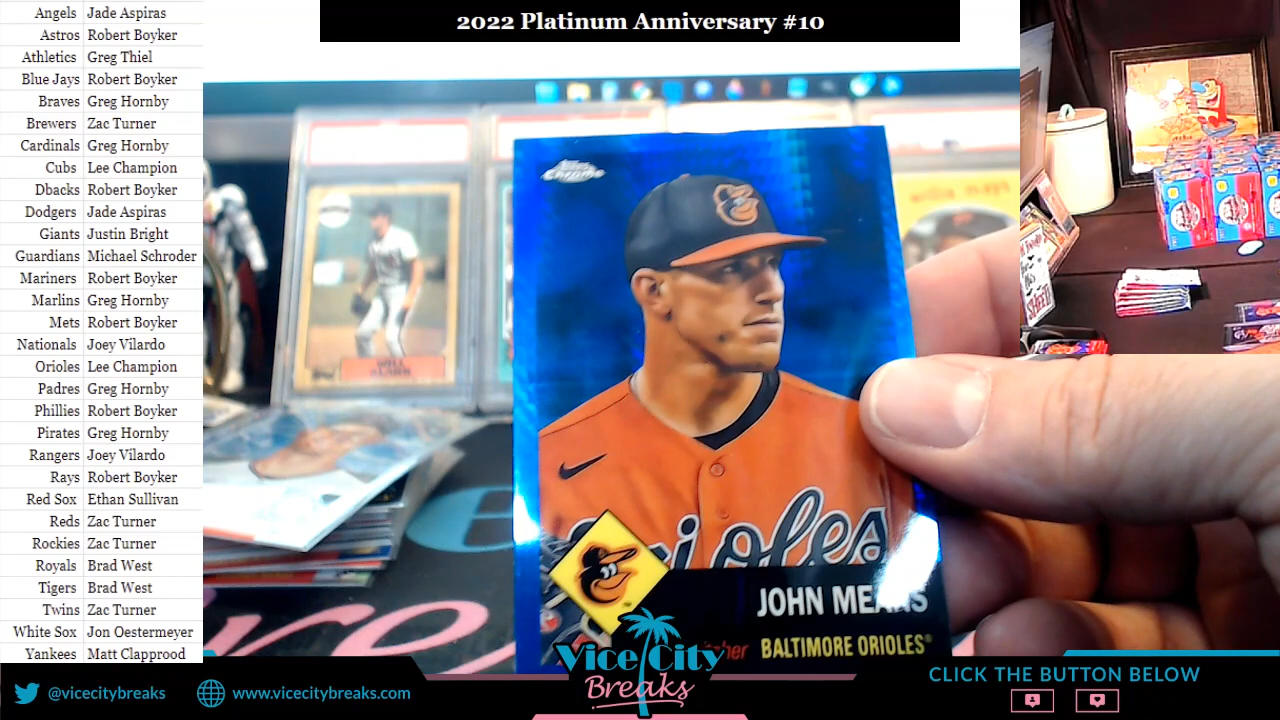 2022 Platinum Anniversary #10
Angels Jade Aspiras
Astros Robert Boyker
Athletics Greg Thiel
Blue Jays Robert Boyker
Braves Greg Hornby
Brewers Zac Turner
Cardinals Greg Hornby
Cubs Lee Champion
Dbacks Robert Boyker
Dodgers Jade Aspiras
Giants Justin Bright
Guardians Michael Schroder
Mariners Robert Boyker
Marlins Greg Hornby
Mets Robert Boyker
Nationals Joey Vilardo
Orioles Lee Champion
Padres Greg Hornby
Phillies Robert Boyker
Pirates Greg Hornby
Rangers Joey Vilardo
Rays Robert Boyker
Red Sox Ethan Sullivan
Reds Zac Turner
Rockies Zac Turner
Royals Brad West
Tigers Brad West
Twins Zac Turner
White Sox Jon Oestermeyer
Yankees Matt Clapprood
Topps
Chrome
WILL
CLARK
Orioles
JOHN MEANS
BALTIMORE ORIOLES®
Vice City
Breaks
@vicecitybreaks
www.vicecitybreaks.com
CLICK THE BUTTON BELOW